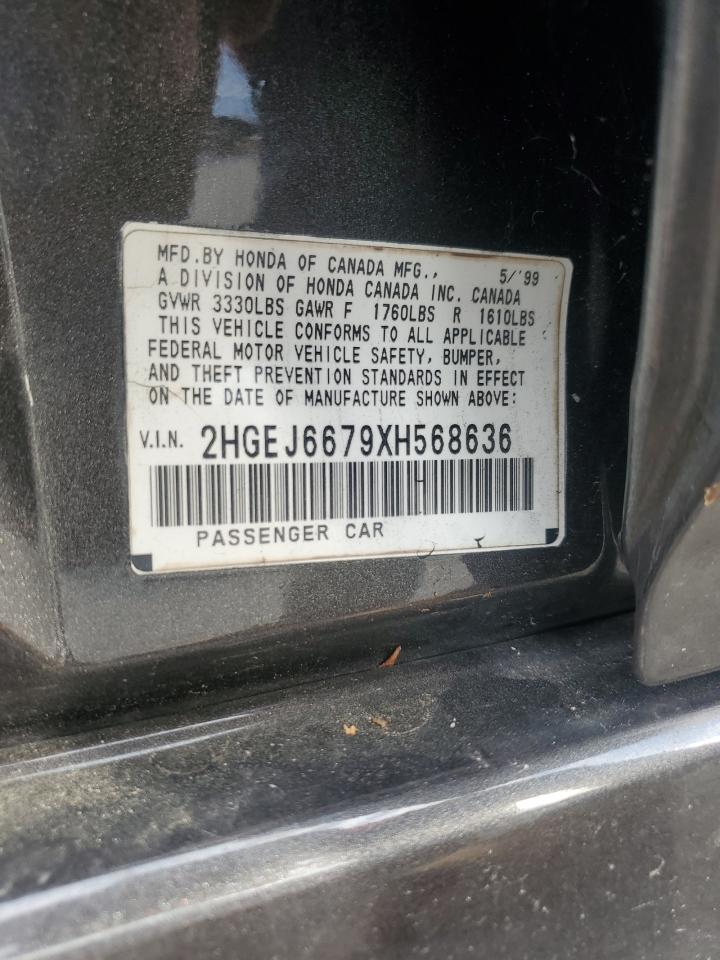 MFD.BY HONDA OF CANADA MFG., 5/'99
A DIVISION OF HONDA CANADA INC. CANADA
GVWR 3330LBS GAWR F 1760LBS R 1610LBS
THIS VEHICLE CONFORMS TO ALL APPLICABLE
FEDERAL MOTOR VEHICLE SAFETY, BUMPER,
AND THEFT PREVENTION STANDARDS IN EFFECT
ON THE DATE OF MANUFACTURE SHOWN ABOVE:
V.I.N. 2HGEJ6679XH568636
PASSENGER CAR